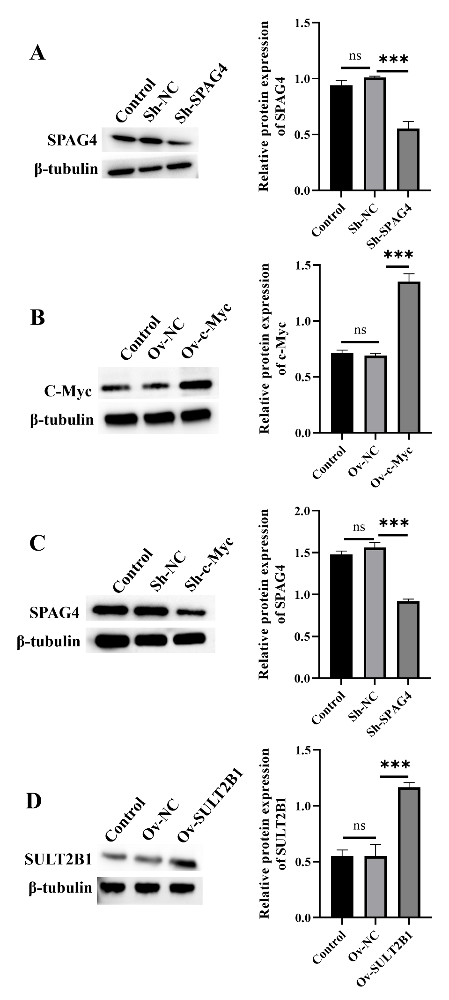 A
Control
Sh-NC
Sh-SPAG4
SPAG4
β-tubulin
Relative protein expression
of SPAG4
1.5
1.0
0.5
0.0
ns
***
Control
Sh-NC
Sh-SPAG4
B
Control
Ov-NC
Ov-c-Myc
C-Myc
β-tubulin
Relative protein expression
of c-Myc
1.5
1.0
0.5
0.0
ns
***
Control
Ov-NC
Ov-c-Myc
C
Control
Sh-NC
Sh-c-Myc
SPAG4
β-tubulin
Relative protein expression
of SPAG4
2.0
1.5
1.0
0.5
0.0
ns
***
Control
Sh-NC
Sh-SPAG4
D
Control
Ov-NC
Ov-SULT2B1
SULT2B1
β-tubulin
Relative protein expression
of SULT2B1
1.5
1.0
0.5
0.0
ns
***
Control
Ov-NC
Ov-SULT2B1